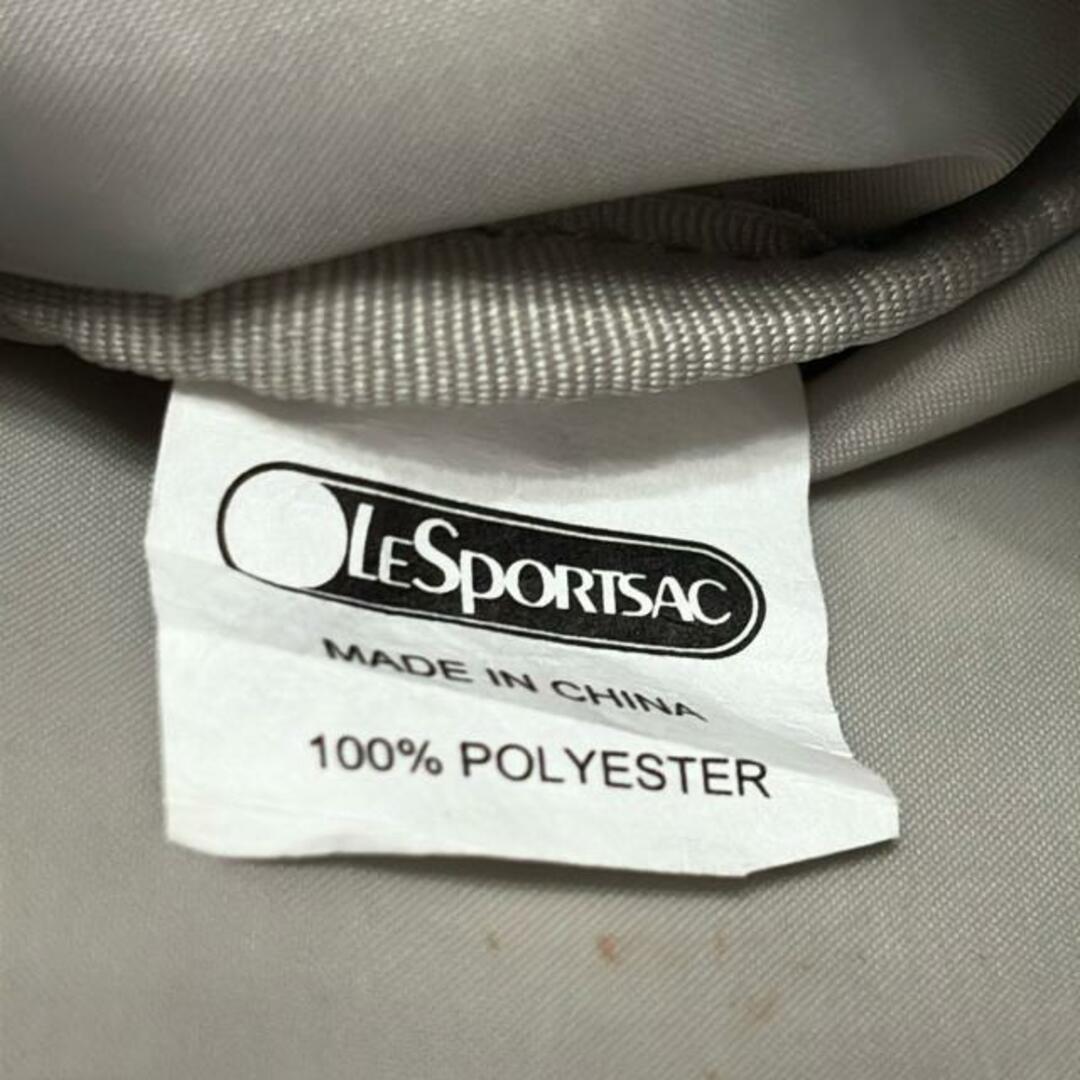 LESPORTSAC
MADE IN CHINA
100% POLYESTER